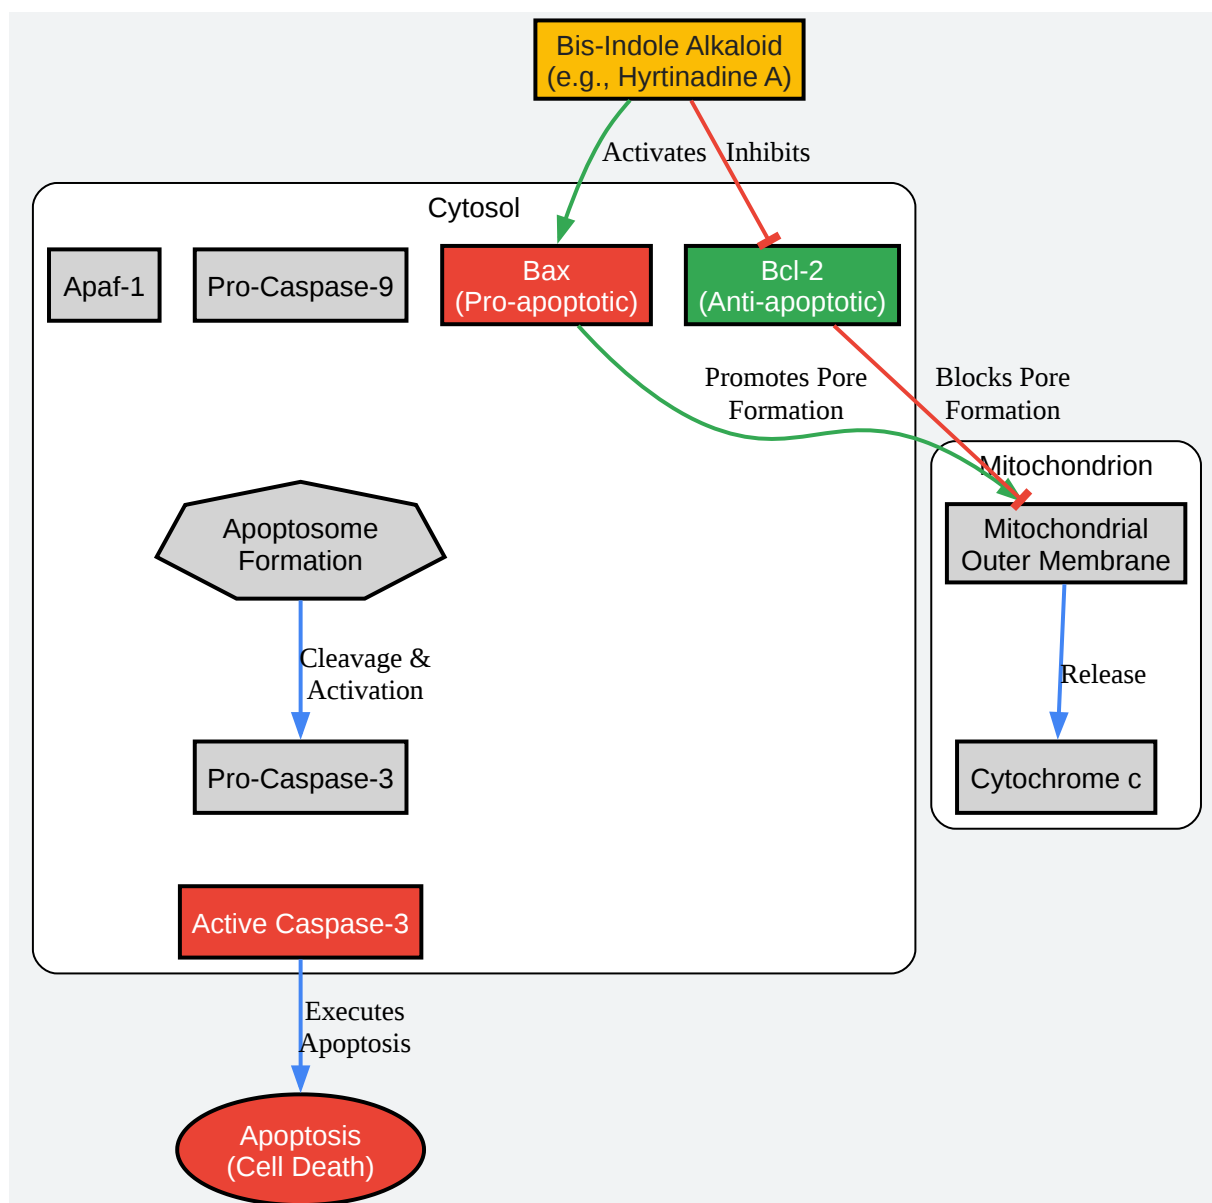 Bis-Indole Alkaloid
(e.g., Hyrtinadine A)
Activates
Inhibits
Cytosol
Apaf-1
Pro-Caspase-9
Bax
(Pro-apoptotic)
Bcl-2
(Anti-apoptotic)
Promotes Pore
Formation
Blocks Pore
Formation
Mitochondrion
Mitochondrial
Outer Membrane
Apoptosome
Formation
Cleavage &
Activation
Release
Pro-Caspase-3
Cytochrome c
Active Caspase-3
Executes
Apoptosis
Apoptosis
(Cell Death)